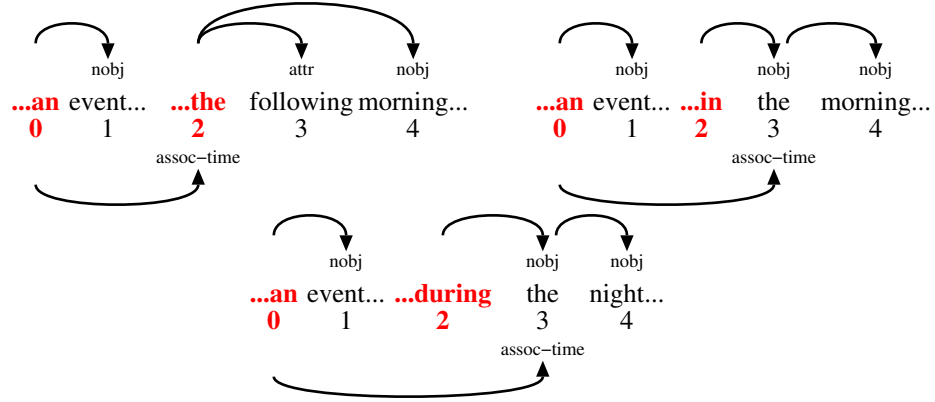 nobj attr nobj
...an event... ...the following morning...
0 1 2 3 4
assoc-time
nobj nobj nobj
...an event... ...in the morning...
0 1 2 3 4
assoc-time
nobj nobj nobj
...an event... ...during the night...
0 1 2 3 4
assoc-time